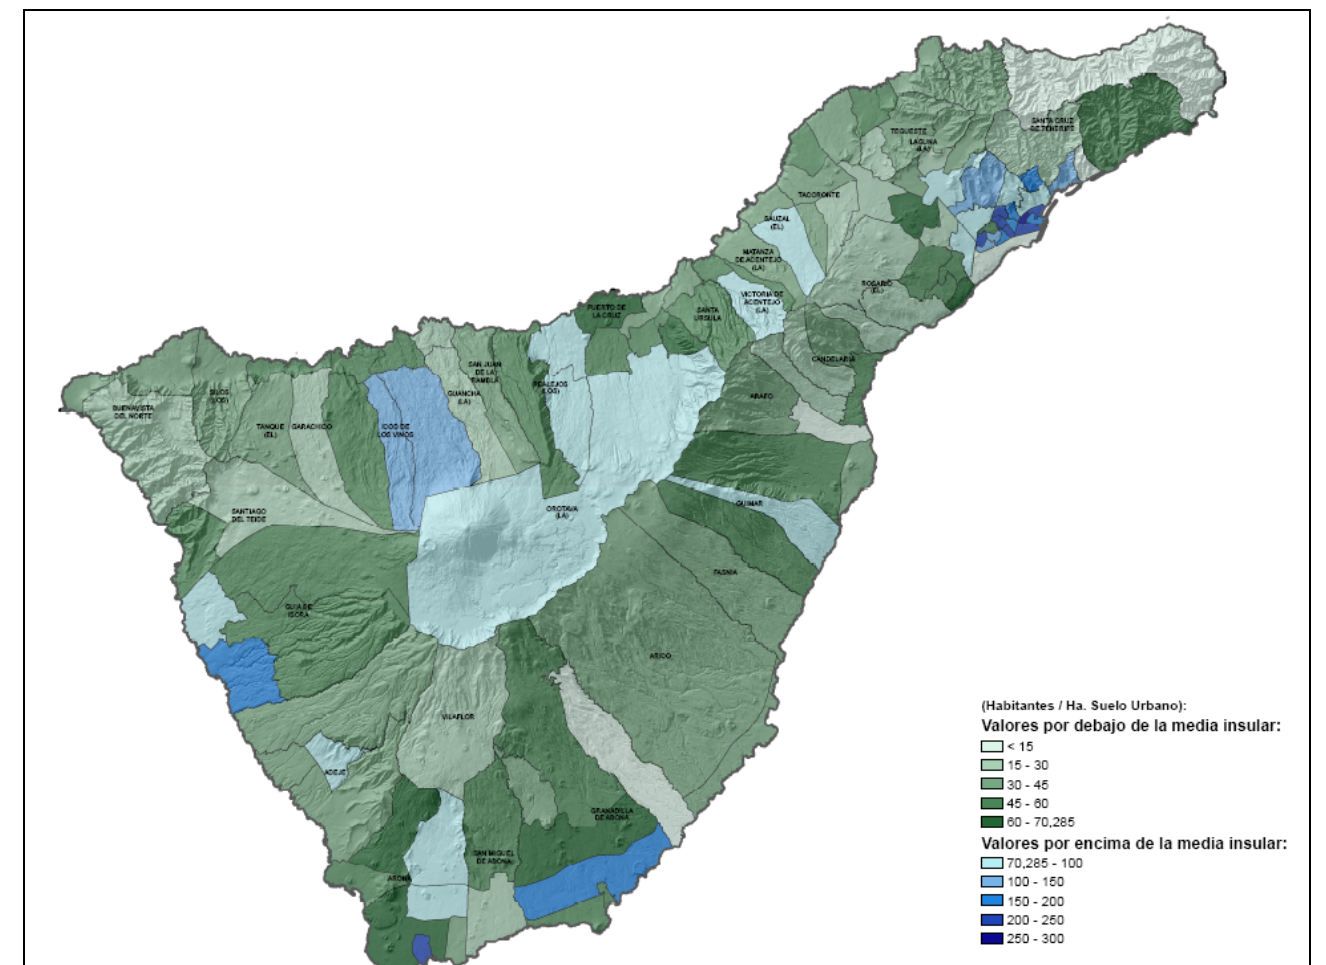 SANTA CRUZ
DE TENERIFE
TEGUESTE
LAGUNA
(LA)
TACORONTE
SAUZAL
(EL)
MATANZA
DE ACENTEJO
(LA)
VICTORIA DE
ACENTEJO
(LA)
ROSARIO
(EL)
PUERTO DE
LA CRUZ
SANTA
URSULA
CANDELARIA
SAN JUAN
DE LA
RAMBLA
REALEJOS
(LOS)
GUANCHA
(LA)
ARAFO
SILOS
(LOS)
BUENAVISTA
DEL NORTE
TANQUE
(EL)
GARACHICO
ICOD DE
LOS VINOS
GUIMAR
OROTAVA
(LA)
SANTIAGO
DEL TEIDE
FASNIA
GUIA DE
ISORA
ARICO
VILAFLOR
ADEJE
GRANADILLA
DE ABONA
SAN MIGUEL
DE ABONA
ARONA
(Habitantes / Ha. Suelo Urbano):
Valores por debajo de la media insular:
< 15
15 - 30
30 - 45
45 - 60
60 - 70,285
Valores por encima de la media insular:
70,285 - 100
100 - 150
150 - 200
200 - 250
250 - 300